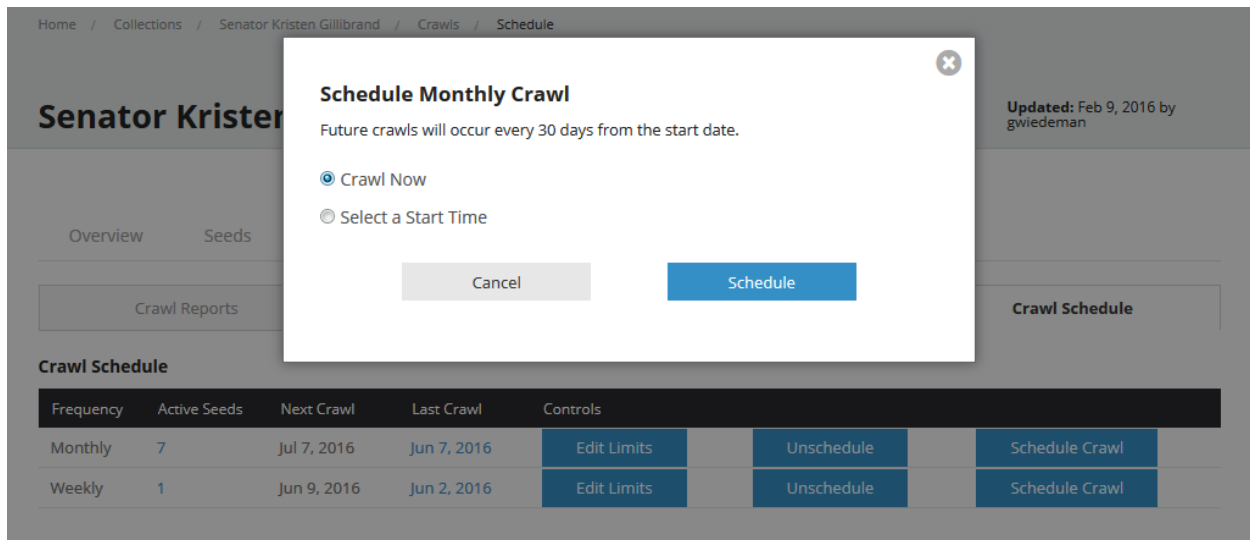 Home / Collections / Senator Kristen Gillibrand / Crawls / Schedule
Schedule Monthly Crawl
Future crawls will occur every 30 days from the start date.
Crawl Now
Select a Start Time
Cancel Schedule
Senator Kristen
Updated: Feb 9, 2016 by
gwiedeman
Overview Seeds
Crawl Reports Crawl Schedule
Crawl Schedule
Frequency Active Seeds Next Crawl Last Crawl Controls
Monthly 7 Jul 7, 2016 Jun 7, 2016 Edit Limits Unschedule Schedule Crawl
Weekly 1 Jun 9, 2016 Jun 2, 2016 Edit Limits Unschedule Schedule Crawl